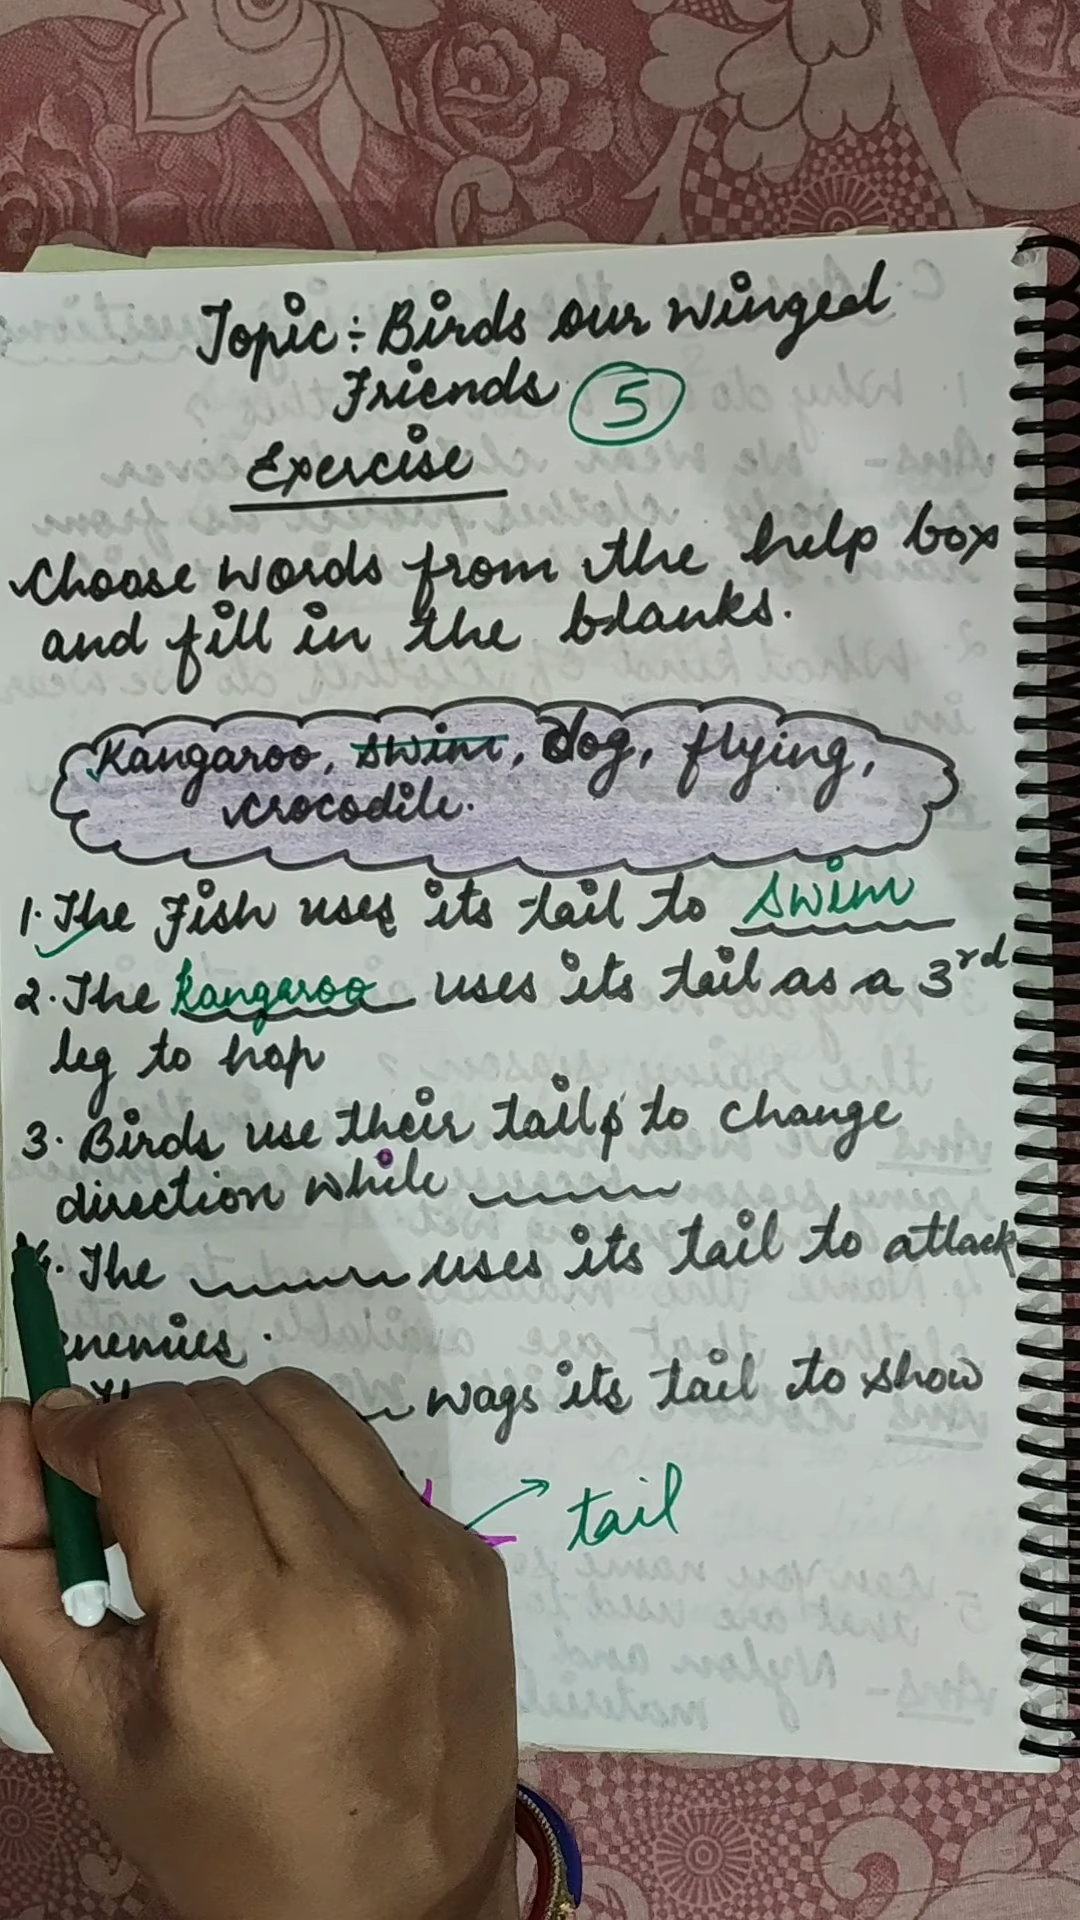 Topic :- Birds our winged
Friends 5
Exercise
Choose words from the help box
and fill in the blanks.
Kangaroo, swim, dog, flying,
crocodile.
1. The Fish uses its tail to swim
2. The Kangaroo uses its tail as a 3rd
leg to hop
3. Birds use their tails to change
direction while
4. The uses its tail to attack
enemies.
wags its tail to show
tail